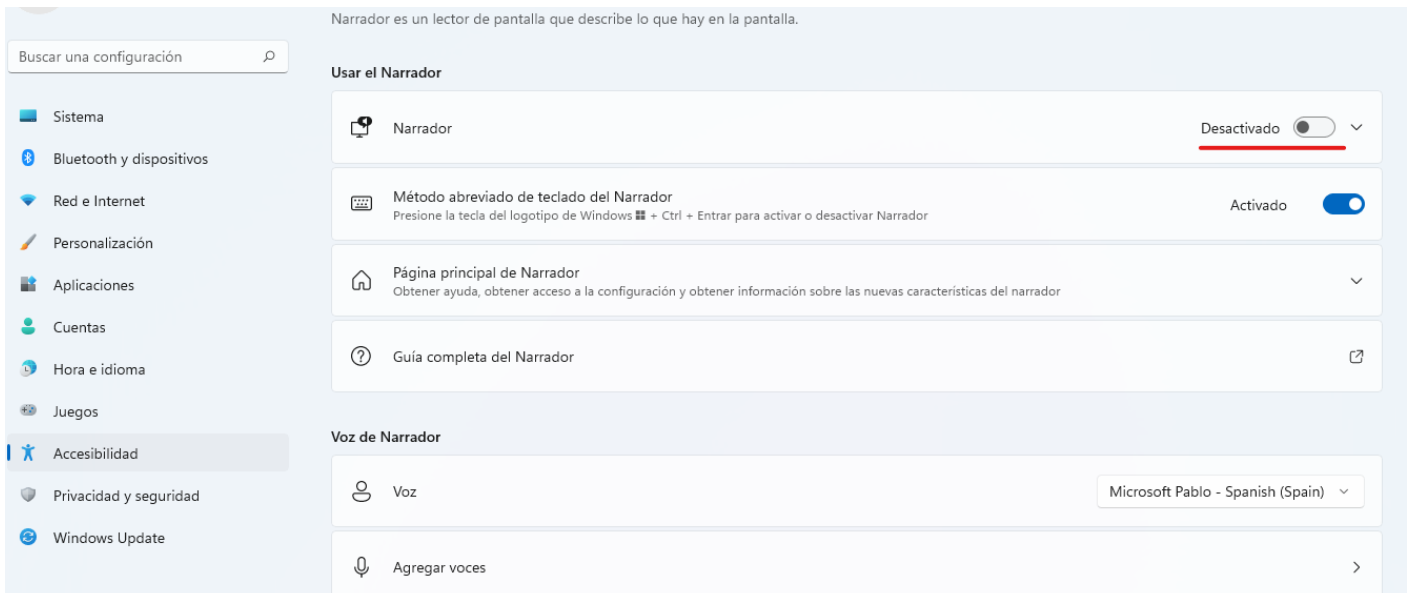 Narrador es un lector de pantalla que describe lo que hay en la pantalla.
Buscar una configuración
Sistema
Bluetooth y dispositivos
Red e Internet
Personalización
Aplicaciones
Cuentas
Hora e idioma
Juegos
Accesibilidad
Privacidad y seguridad
Windows Update
Usar el Narrador
Narrador
Desactivado
Método abreviado de teclado del Narrador
Presione la tecla del logotipo de Windows + Ctrl + Entrar para activar o desactivar Narrador
Activado
Página principal de Narrador
Obtener ayuda, obtener acceso a la configuración y obtener información sobre las nuevas características del narrador
Guía completa del Narrador
Voz de Narrador
Voz
Microsoft Pablo - Spanish (Spain)
Agregar voces